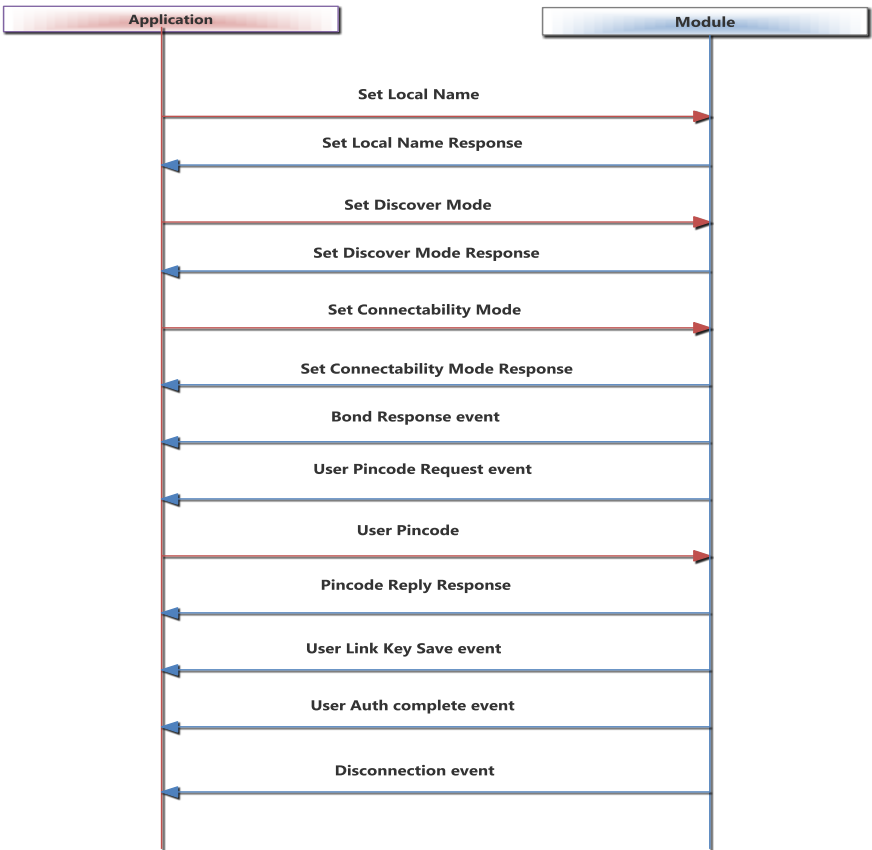 Application
Module
Set Local Name
Set Local Name Response
Set Discover Mode
Set Discover Mode Response
Set Connectability Mode
Set Connectability Mode Response
Bond Response event
User Pincode Request event
User Pincode
Pincode Reply Response
User Link Key Save event
User Auth complete event
Disconnection event